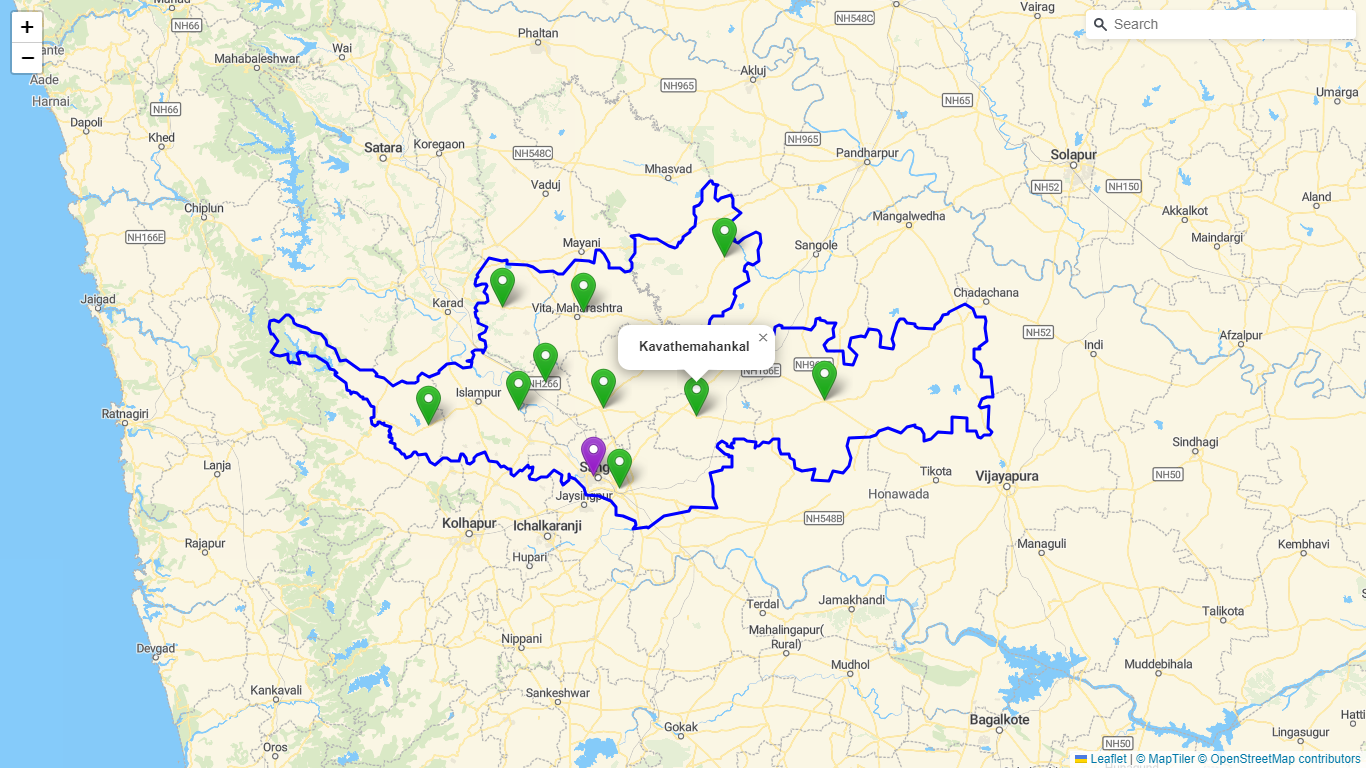 +
−
Search
NH66
Phaltan
NH548C
Vairag
Wai
Mahabaleshwar
Akluj
Aade
Harnai
NH965
NH65
Umarga
NH66
Dapoli
Khed
Satara
Koregaon
NH548C
NH965
Pandharpur
Solapur
Mhasvad
Vaduj
NH52
NH150
Aland
Chiplun
Akkalkot
Mangalwedha
NH166E
Maindargi
Mayani
Sangole
Jaigad
Karad
Vita, Maharashtra
Chadachana
NH52
Afzalpur
Kavathemahankal
×
Indi
NH166E
NH266
Islampur
Ratnagiri
Sindhagi
Lanja
Tikota
NH50
Vijayapura
Jaysingpur
Honawada
Kolhapur
Ichalkaranji
NH548B
Rajapur
Hupari
Managuli
Kembhavi
Terdal
Jamakhandi
Talikota
Mahalingapur(
Rural)
Nippani
Devgad
Mudhol
Muddebihala
Kankavali
Sankeshwar
Gokak
Bagalkote
Lingasugur
Oros
NH50
Leaflet | © MapTiler © OpenStreetMap contributors